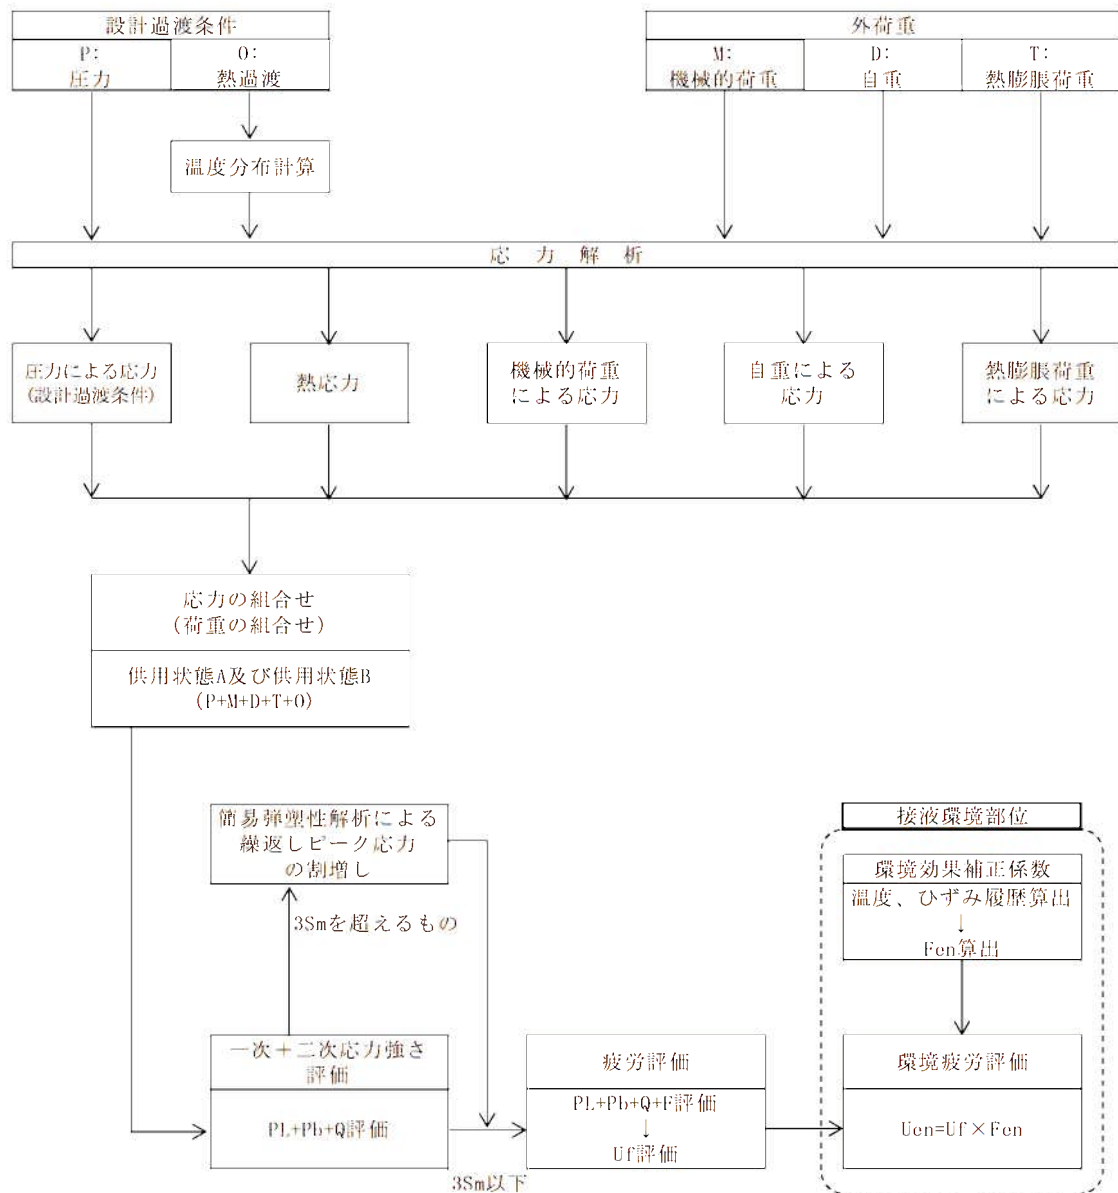 設計過渡条件
P:
圧力
O:
熱過渡
外荷重
M:
機械的荷重
D:
自重
T:
熱膨脹荷重
温度分布計算
応力解析
圧力による応力
(設計過渡条件)
熱応力
機械的荷重
による応力
自重による
応力
熱膨脹荷重
による応力
応力の組合せ
(荷重の組合せ)
供用状態A及び供用状態B
(P+M+D+T+O)
簡易弾塑性解析による
繰返しピーク応力
の割増し
3Smを超えるもの
接液環境部位
環境効果補正係数
温度、ひずみ履歴算出
↓
Fen算出
一次＋二次応力強さ
評価
PL+Pb+Q評価
3Sm以下
疲労評価
PL+Pb+Q+F評価
↓
Uf評価
環境疲労評価
Uen=Uf×Fen